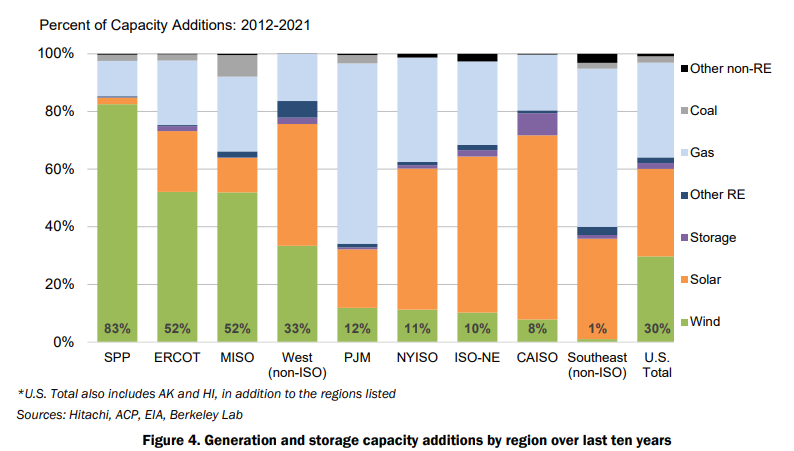 Percent of Capacity Additions: 2012-2021
100%
80%
60%
40%
20%
0%
83%
52%
52%
33%
12%
11%
10%
8%
1%
30%
SPP
ERCOT
MISO
West
(non-ISO)
PJM
NYISO
ISO-NE
CAISO
Southeast
(non-ISO)
U.S.
Total
Other non-RE
Coal
Gas
Other RE
Storage
Solar
Wind
*U.S. Total also includes AK and HI, in addition to the regions listed
Sources: Hitachi, ACP, EIA, Berkeley Lab
Figure 4. Generation and storage capacity additions by region over last ten years